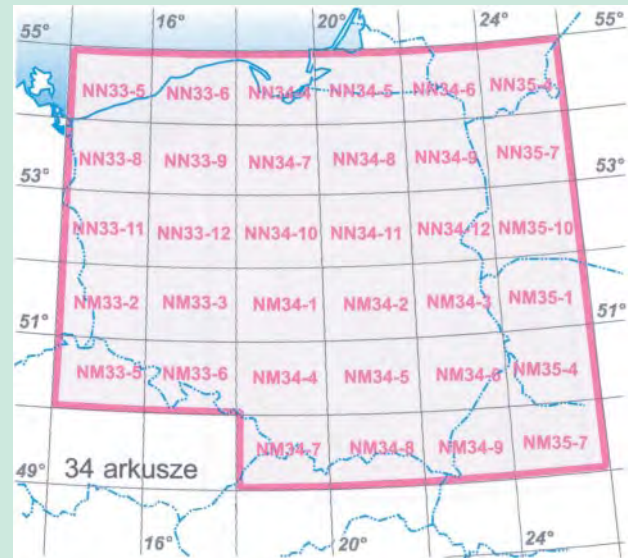 16° 20° 24°
55° 55°
NN33-5 NN33-6 NN34-4 NN34-5 NN34-6 NN35-4
NN33-8 NN33-9 NN34-7 NN34-8 NN34-9 NN35-7
53° 53°
NN33-11 NN33-12 NN34-10 NN34-11 NN34-12 NM35-10
NM33-2 NM33-3 NM34-1 NM34-2 NM34-3 NM35-1
51° 51°
NM33-5 NM33-6 NM34-4 NM34-5 NM34-6 NM35-4
NM34-7 NM34-8 NM34-9 NM35-7
49° 34 arkusze
16° 20° 24°